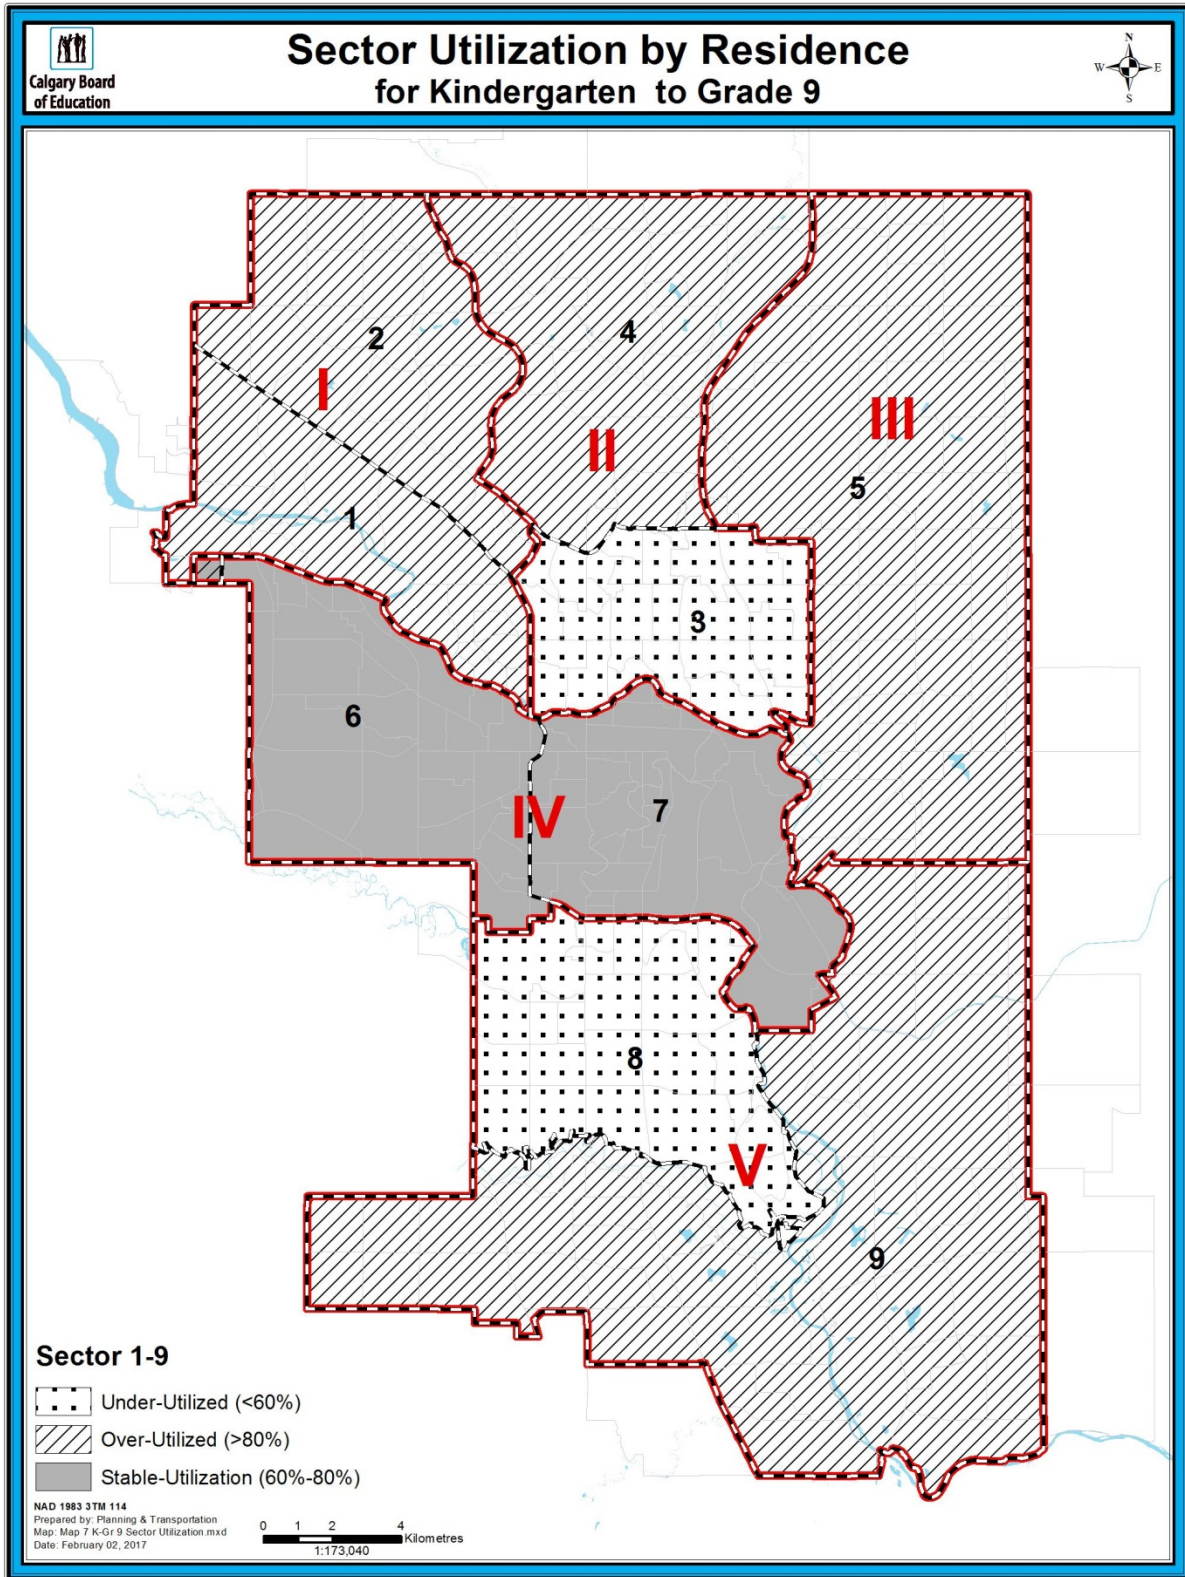 Calgary Board
of Education
Sector Utilization by Residence
for Kindergarten to Grade 9
N
W E
S
2
4
I
III
II
5
1
3
6
7
IV
8
V
9
Sector 1-9
Under-Utilized (<60%)
Over-Utilized (>80%)
Stable-Utilization (60%-80%)
NAD 1983 3TM 114
Prepared by: Planning & Transportation
Map: Map 7 K-Gr 9 Sector Utilization.mxd
Date: February 02, 2017
0 1 2 4
Kilometres
1:173,040